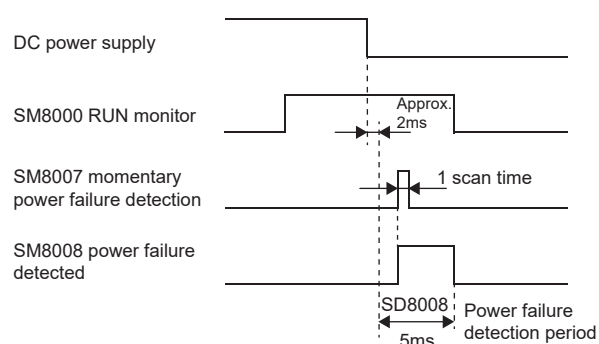 DC power supply
SM8000 RUN monitor
Approx.
2ms
SM8007 momentary
power failure detection
1 scan time
SM8008 power failure
detected
SD8008
5ms
Power failure
detection period